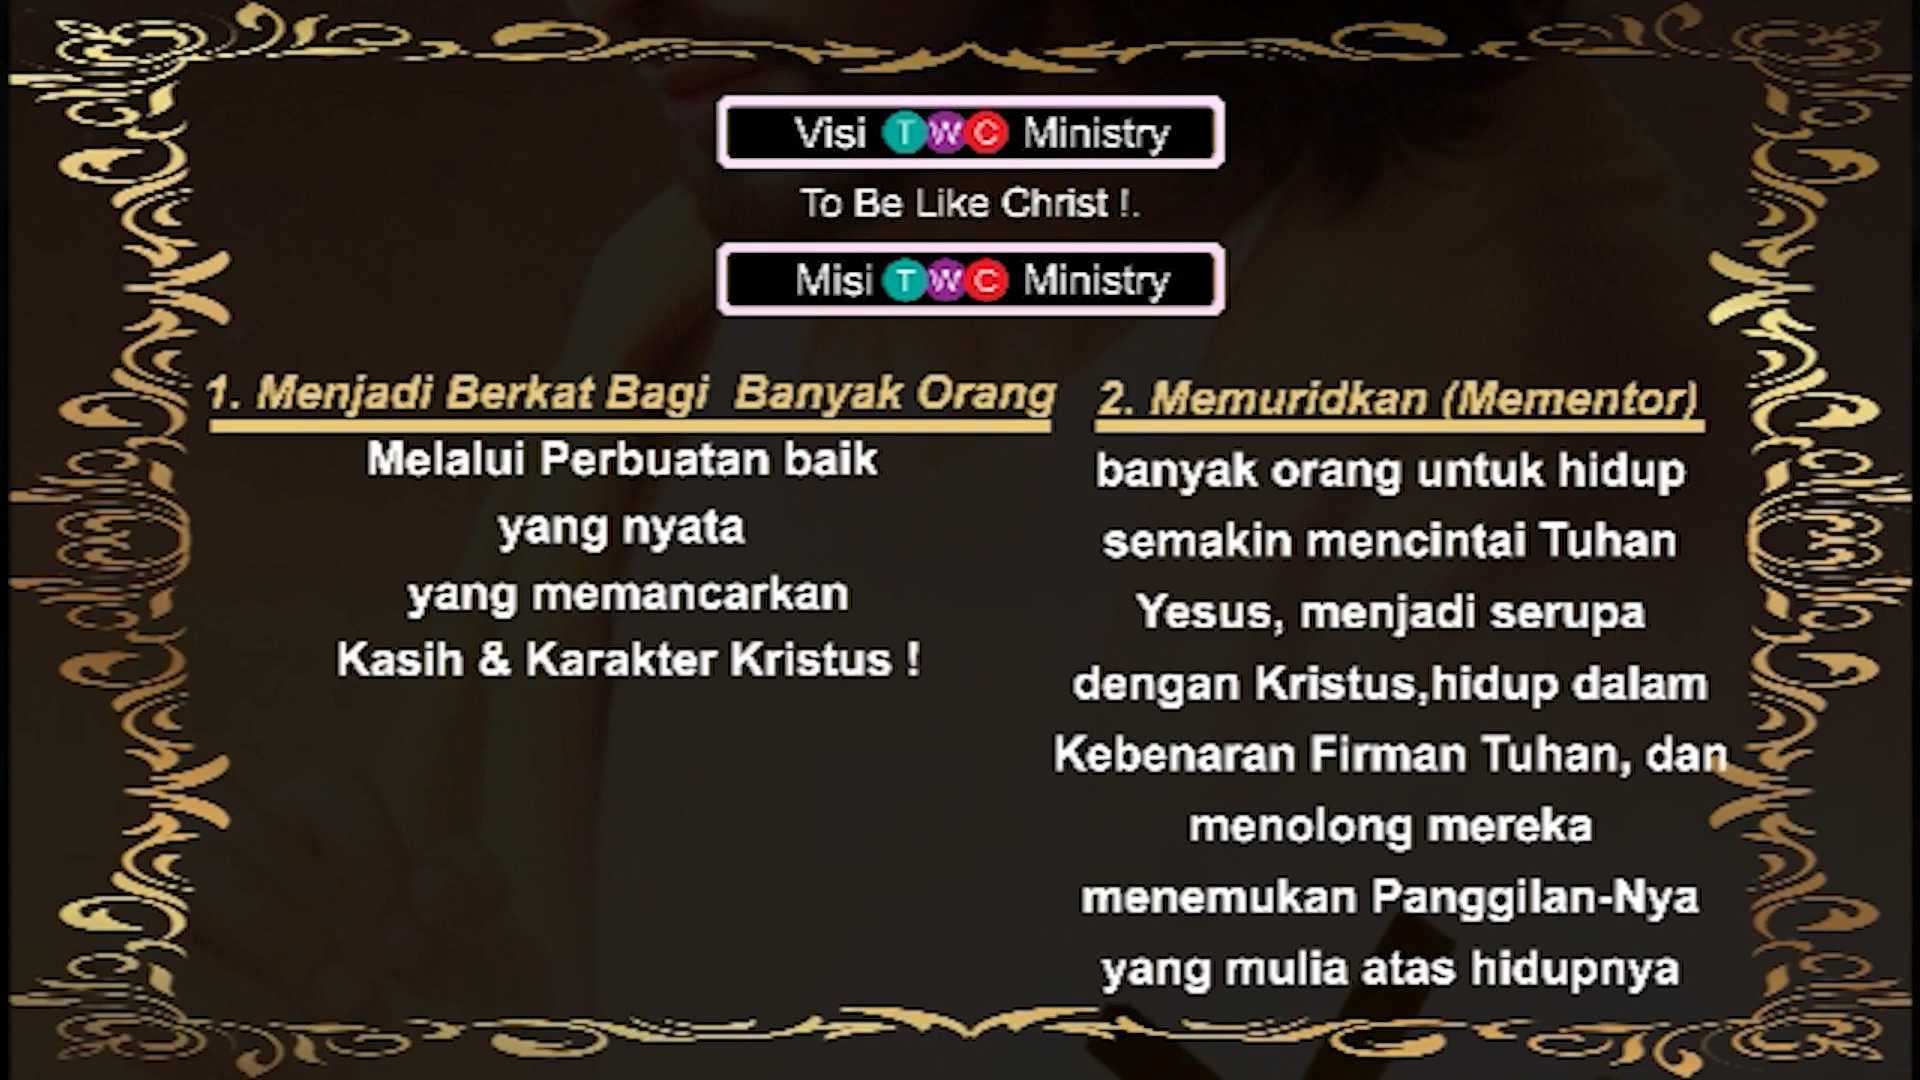 Visi TWC Ministry
To Be Like Christ !.
Misi TWC Ministry
1. Menjadi Berkat Bagi Banyak Orang
Melalui Perbuatan baik
yang nyata
yang memancarkan
Kasih & Karakter Kristus !
2. Memuridkan (Mementor)
banyak orang untuk hidup
semakin mencintai Tuhan
Yesus, menjadi serupa
dengan Kristus,hidup dalam
Kebenaran Firman Tuhan, dan
menolong mereka
menemukan Panggilan-Nya
yang mulia atas hidupnya